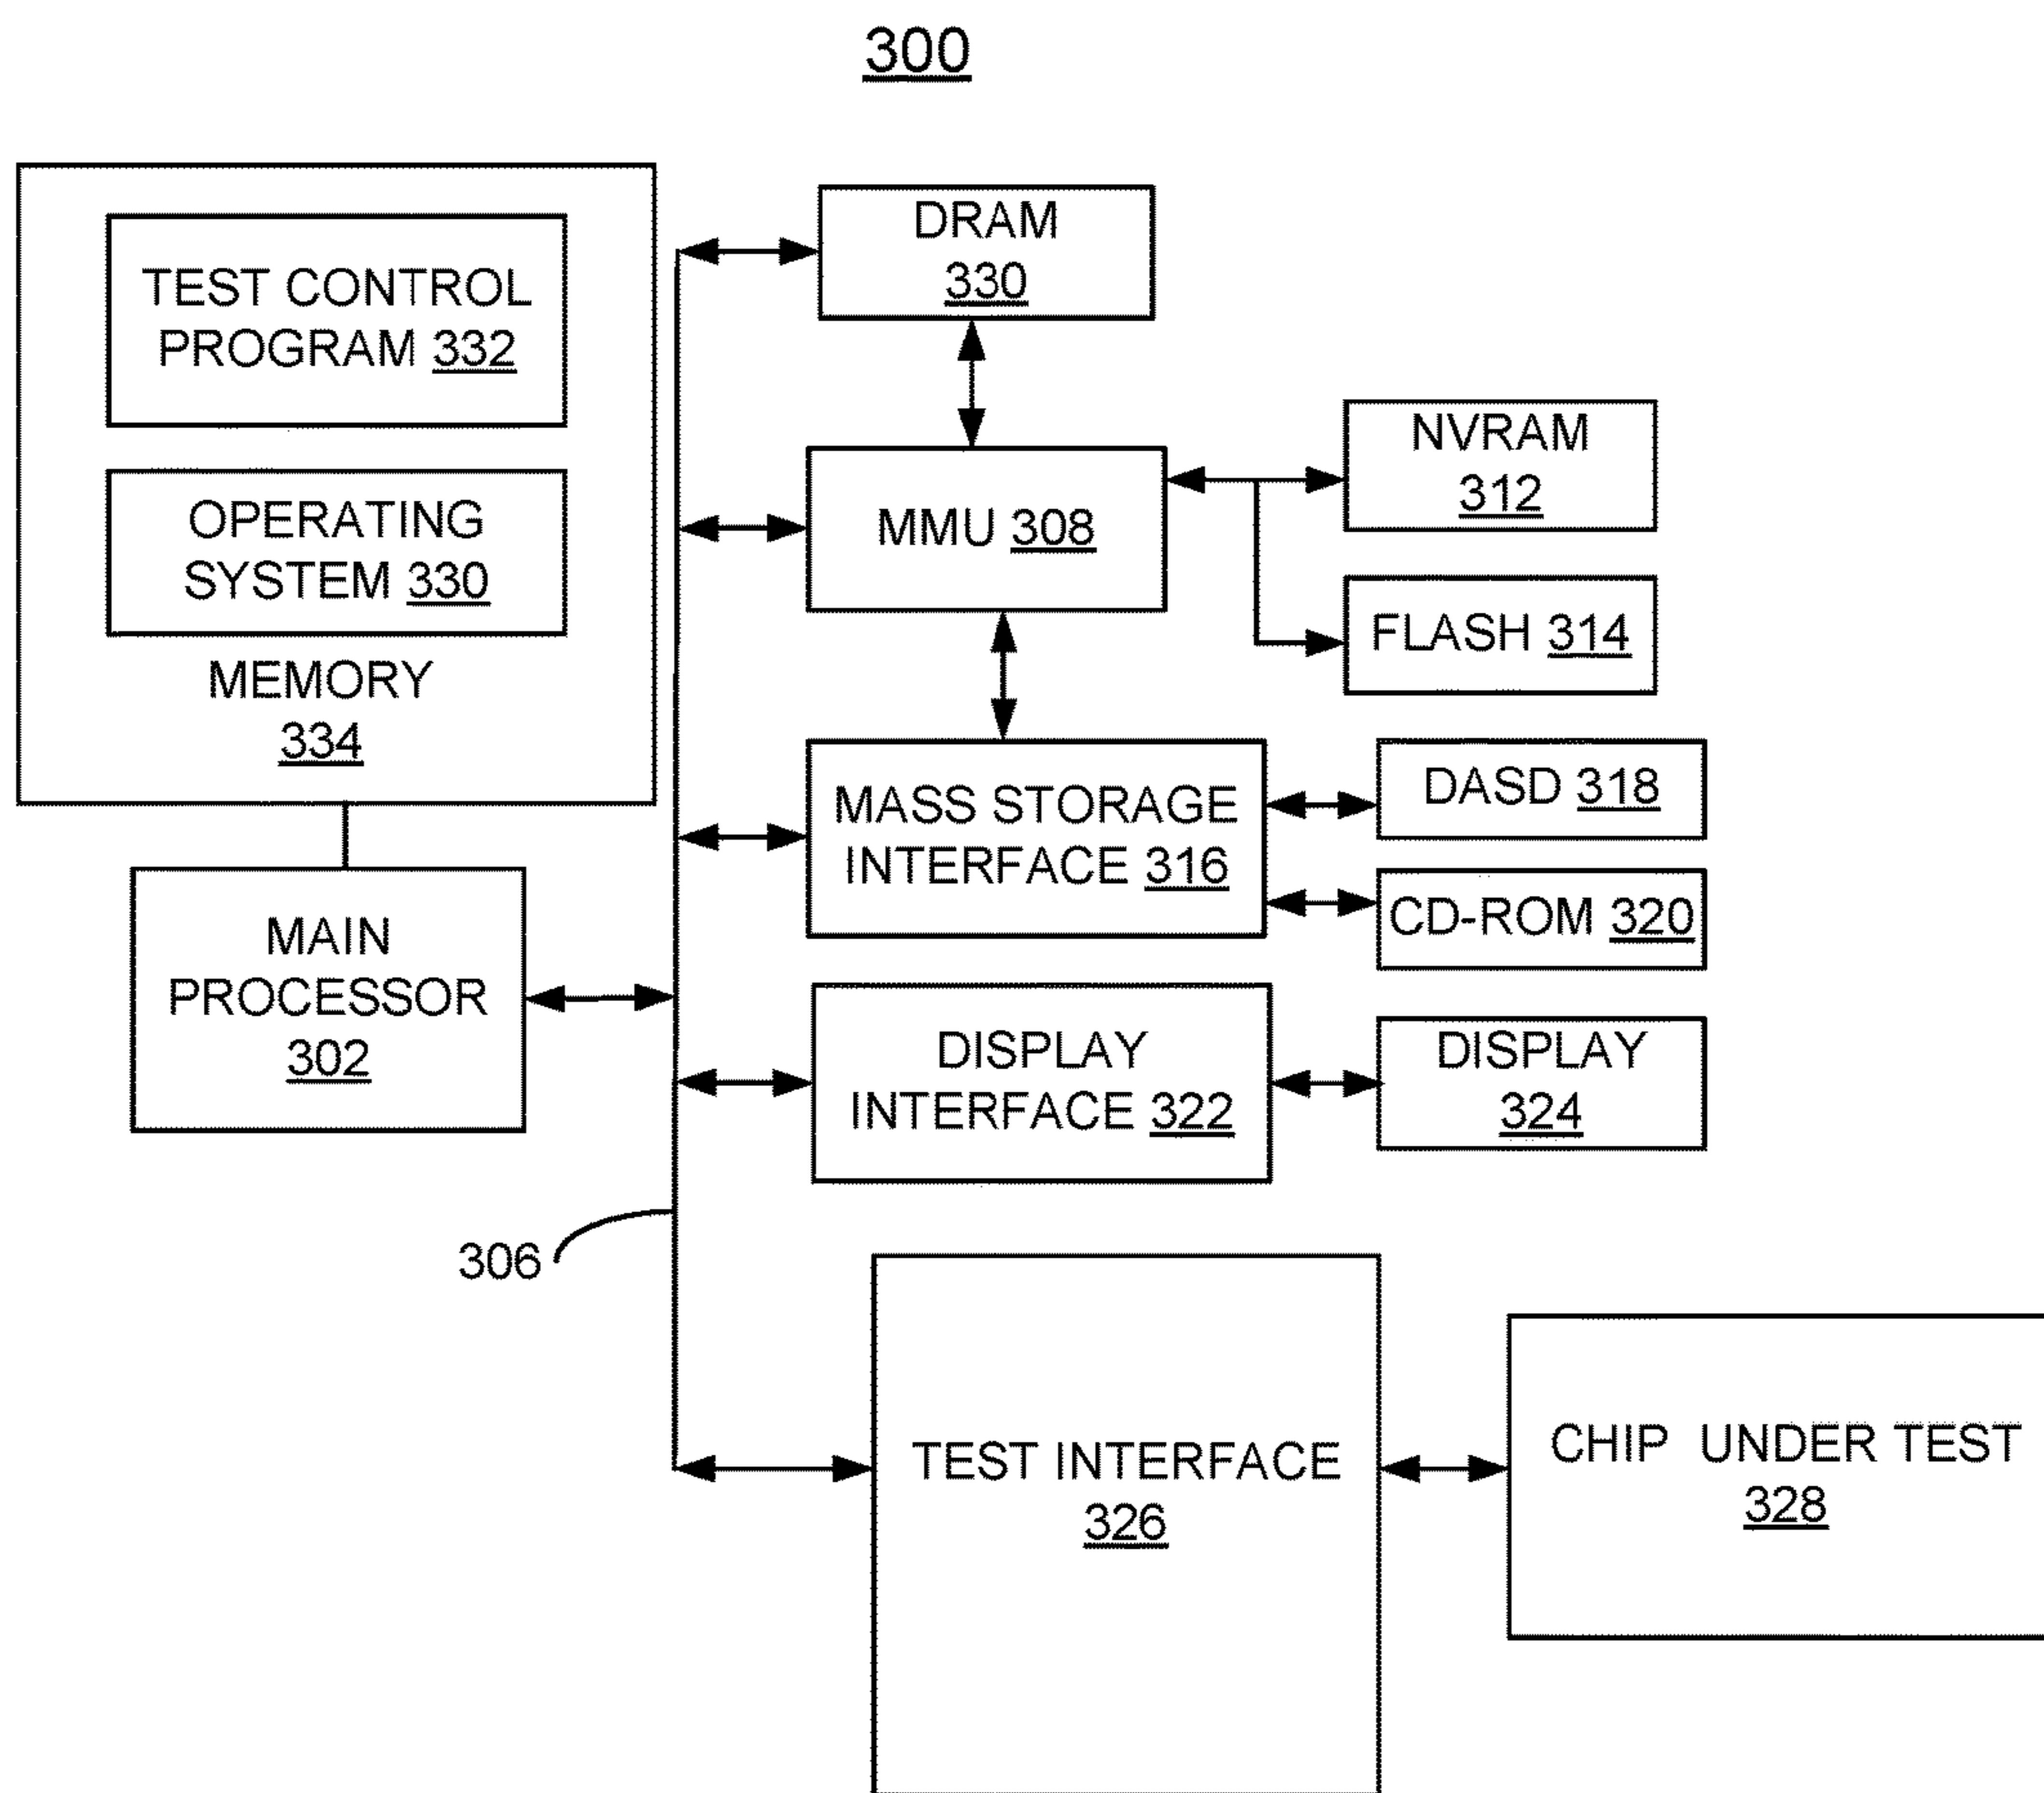 300
TEST CONTROL
PROGRAM 332
OPERATING
SYSTEM 330
MEMORY
334
MAIN
PROCESSOR
302
306
DRAM
330
MMU 308
NVRAM
312
FLASH 314
MASS STORAGE
INTERFACE 316
DASD 318
CD-ROM 320
DISPLAY
INTERFACE 322
DISPLAY
324
TEST INTERFACE
326
CHIP UNDER TEST
328